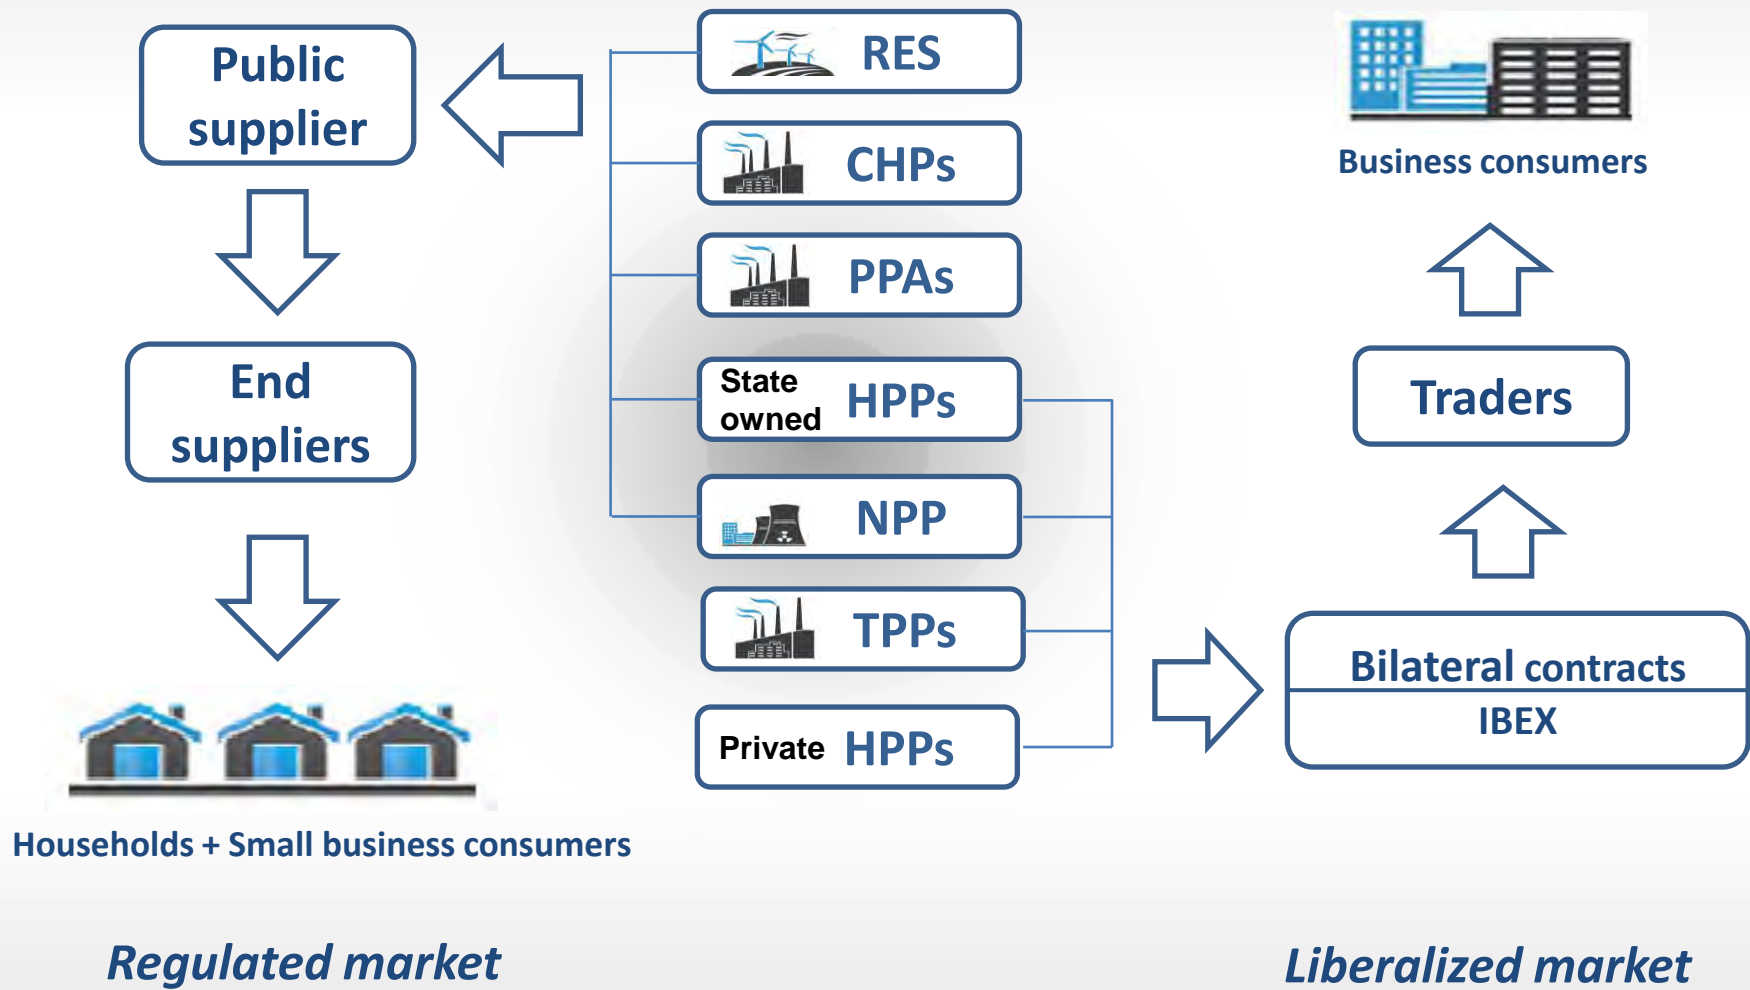 Public
supplier
End
suppliers
Households + Small business consumers
Regulated market
RES
CHPs
PPAs
State
owned
HPPs
NPP
TPPs
Private HPPs
Business consumers
Traders
Bilateral contracts
IBEX
Liberalized market